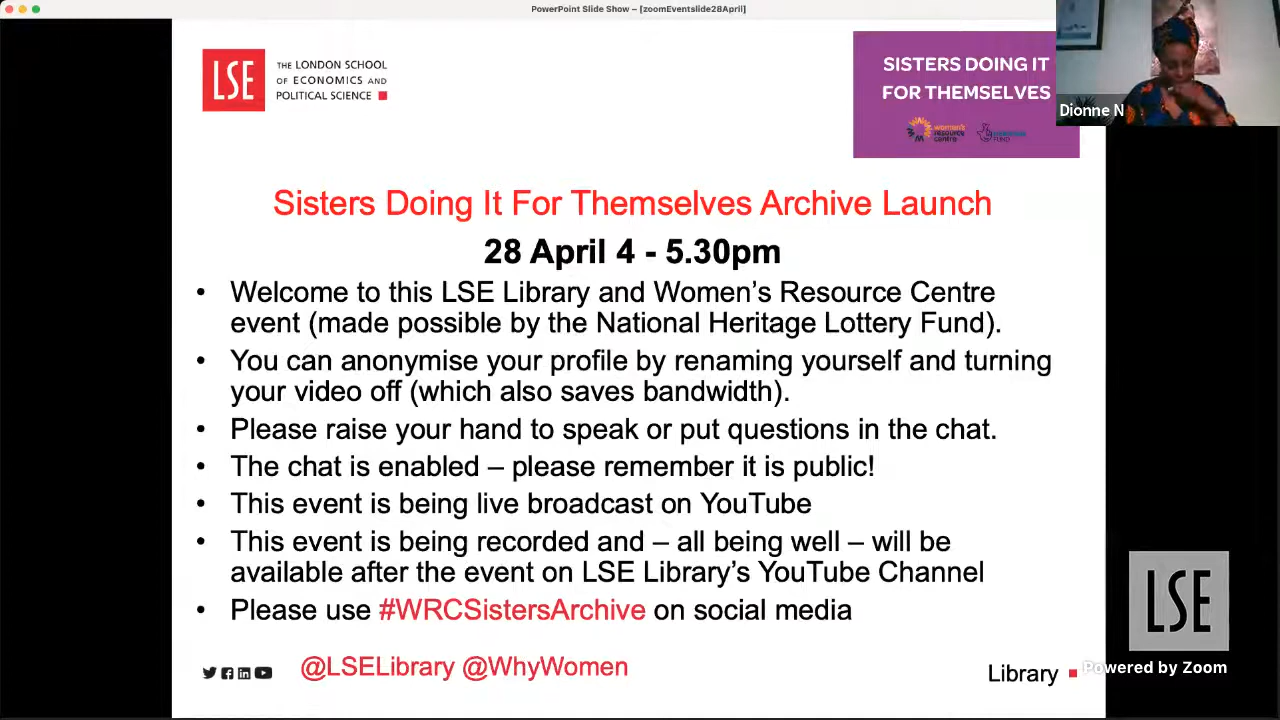 PowerPoint Slide Show – [zoomEventslide28April]
LSE
THE LONDON SCHOOL
OF ECONOMICS AND
POLITICAL SCIENCE
SISTERS DOING IT
FOR THEMSELVES
women's
resource
centre
FUND
Dionne N
Sisters Doing It For Themselves Archive Launch
28 April 4 - 5.30pm
• Welcome to this LSE Library and Women’s Resource Centre
event (made possible by the National Heritage Lottery Fund).
• You can anonymise your profile by renaming yourself and turning
your video off (which also saves bandwidth).
• Please raise your hand to speak or put questions in the chat.
• The chat is enabled – please remember it is public!
• This event is being live broadcast on YouTube
• This event is being recorded and – all being well – will be
available after the event on LSE Library’s YouTube Channel
• Please use #WRCSistersArchive on social media
@LSELibrary @WhyWomen
Library
LSE
Powered by Zoom